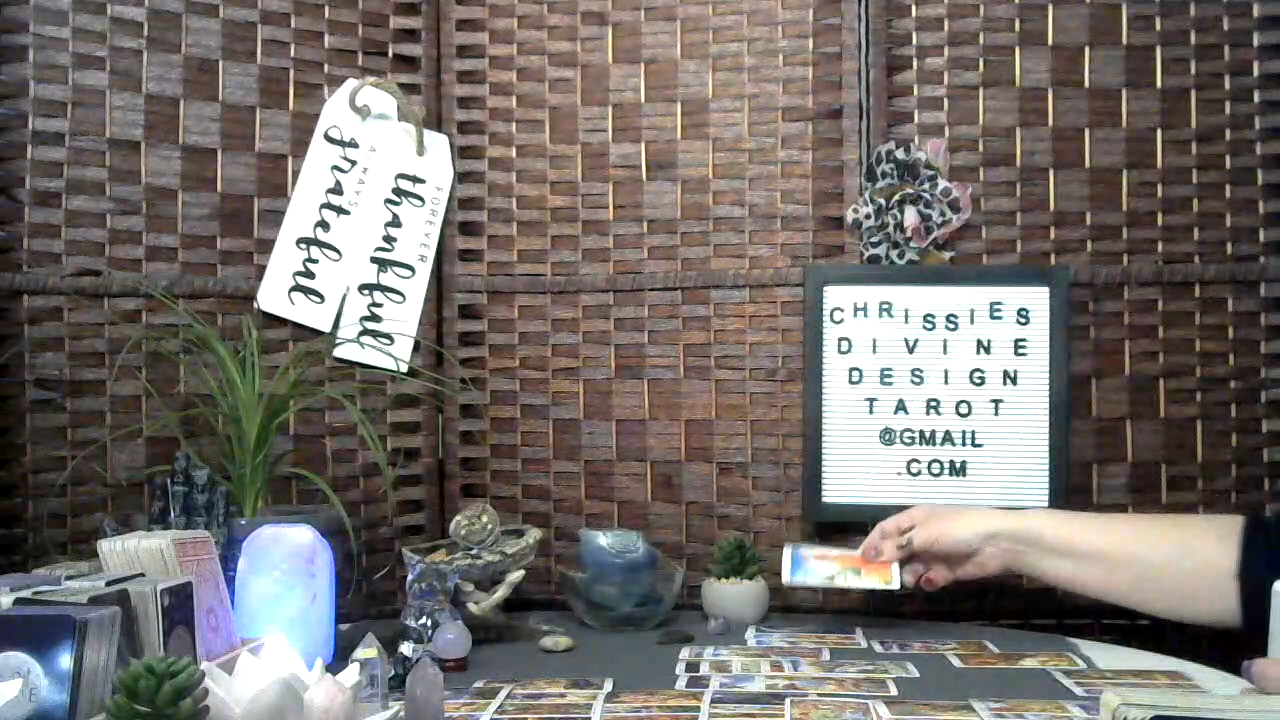 FOREVER
thankful
ALWAYS
grateful
CHRISSIES
DIVINE
DESIGN
TAROT
@GMAIL
.COM